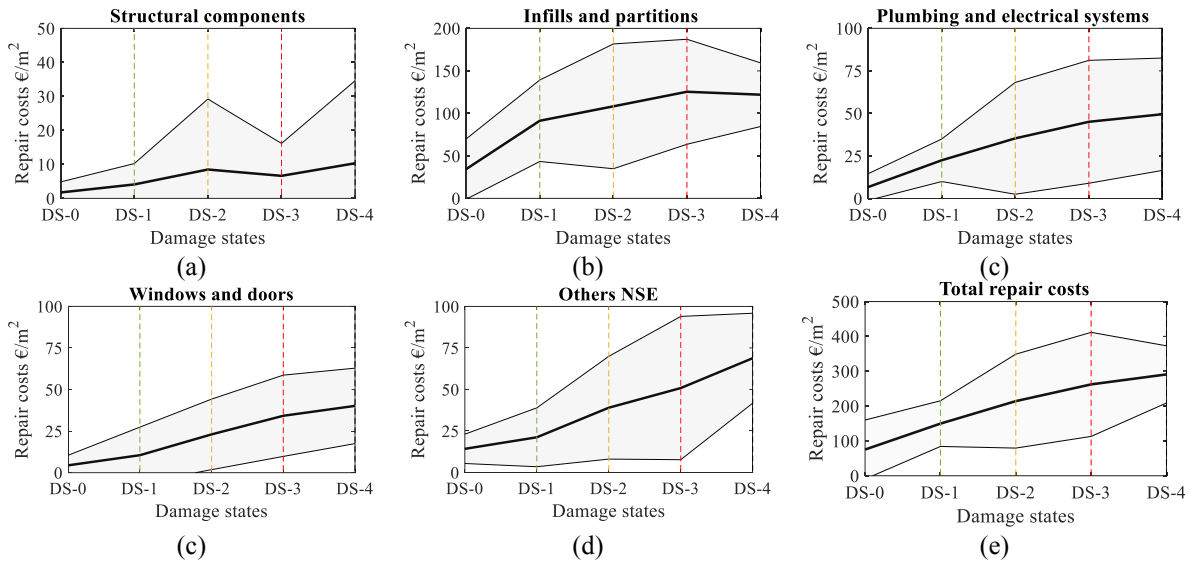 Structural components
Infills and partitions
Plumbing and electrical systems
Repair costs €/m²
50
40
30
20
10
0
DS-0 DS-1 DS-2 DS-3 DS-4
Damage states
(a)
Repair costs €/m²
200
150
100
50
0
DS-0 DS-1 DS-2 DS-3 DS-4
Damage states
(b)
Repair costs €/m²
100
75
50
25
0
DS-0 DS-1 DS-2 DS-3 DS-4
Damage states
(c)
Windows and doors
Others NSE
Total repair costs
Repair costs €/m²
100
75
50
25
0
DS-0 DS-1 DS-2 DS-3 DS-4
Damage states
(c)
Repair costs €/m²
100
75
50
25
0
DS-0 DS-1 DS-2 DS-3 DS-4
Damage states
(d)
Repair costs €/m²
500
400
300
200
100
0
DS-0 DS-1 DS-2 DS-3 DS-4
Damage states
(e)